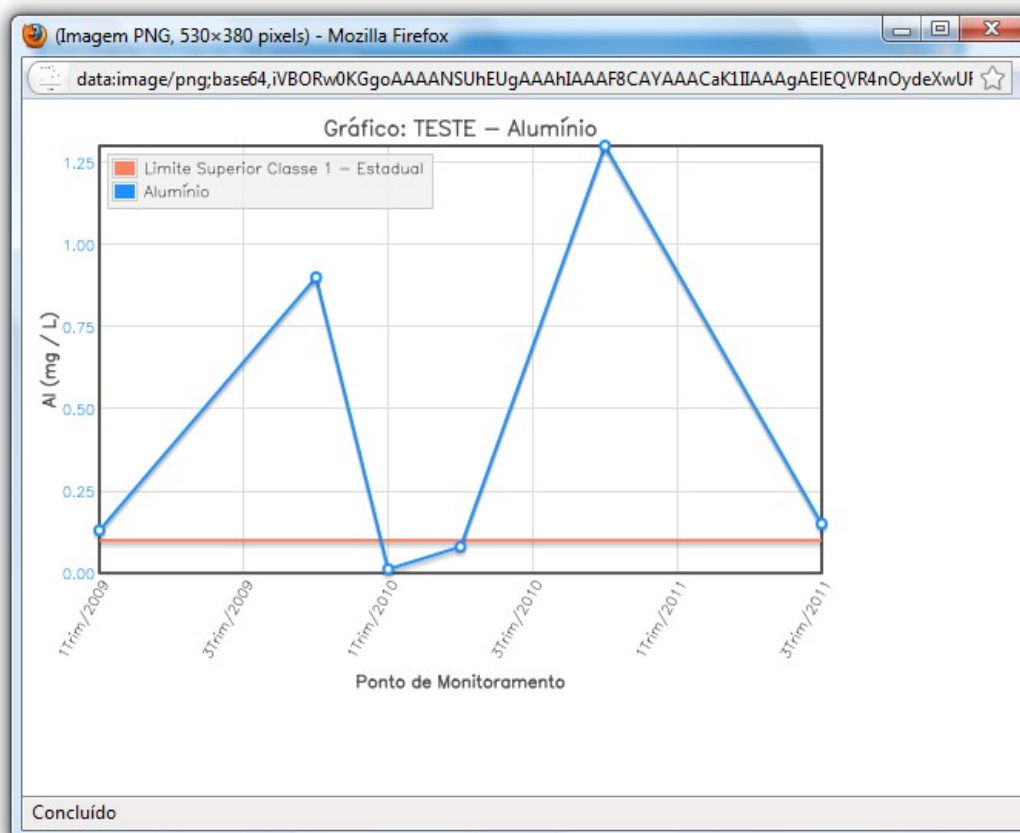 (Imagem PNG, 530×380 pixels) - Mozilla Firefox
data:image/png;base64,iVBORw0KGgoAAAANSUhEUgAAAhIAAAF8CAYAAACaK1IIAAAgAElEQVR4nOydeXwUF
Gráfico: TESTE – Alumínio
Limite Superior Classe 1 – Estadual
Alumínio
1.25
1.00
0.75
0.50
0.25
0.00
Al (mg / L)
1Trim/2009
3Trim/2009
1Trim/2010
3Trim/2010
1Trim/2011
3Trim/2011
Ponto de Monitoramento
Concluído